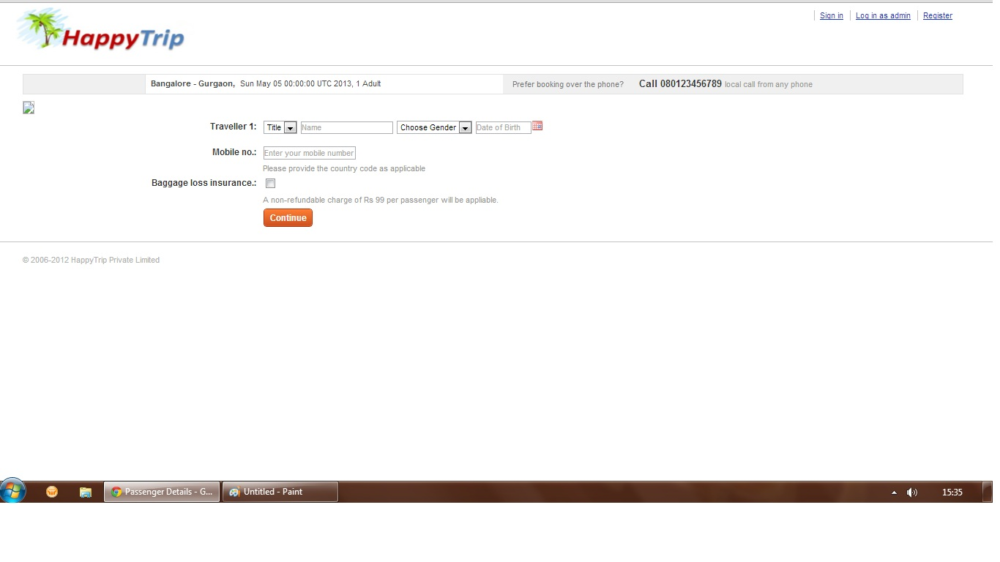 HappyTrip
Sign in Log in as admin Register
Bangalore - Gurgaon, Sun May 05 00:00:00 UTC 2013, 1 Adult Prefer booking over the phone? Call 080123456789 local call from any phone
Traveller 1: Title Name Choose Gender Date of Birth
Mobile no.: Enter your mobile number
Please provide the country code as applicable
Baggage loss insurance.:
A non-refundable charge of Rs 99 per passenger will be appliable.
Continue
© 2006-2012 HappyTrip Private Limited
Passenger Details - G... Untitled - Paint 15:35